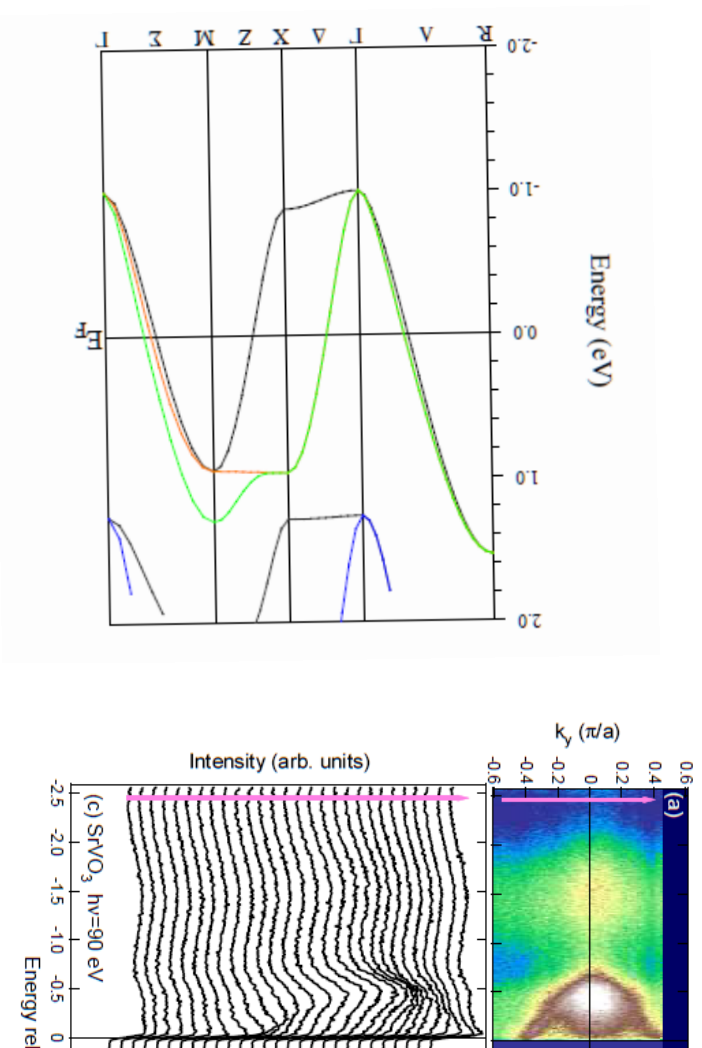 Γ Σ M Z X Δ Γ Λ R
-2.0
-1.0
0.0
1.0
2.0
Energy (eV)
E_F
k_y (π/a)
-0.6 -0.4 -0.2 0 0.2 0.4 0.6
(a)
Intensity (arb. units)
-2.5 -2.0 -1.5 -1.0 -0.5 0
(c) SrVO₃ hν=90 eV
Energy rel